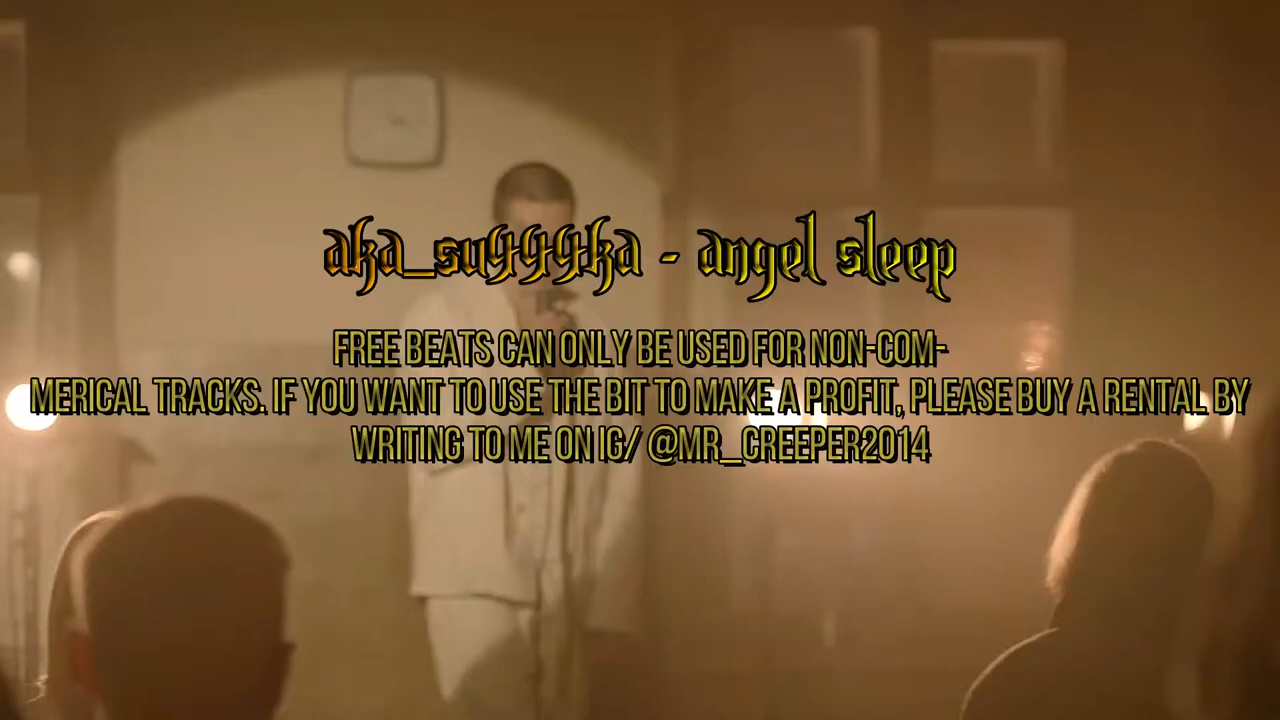 aka_su444ka - angel sleep
FREE BEATS CAN ONLY BE USED FOR NON-COM-
MERICAL TRACKS. IF YOU WANT TO USE THE BIT TO MAKE A PROFIT, PLEASE BUY A RENTAL BY
WRITING TO ME ON IG/ @MR_CREEPER2014